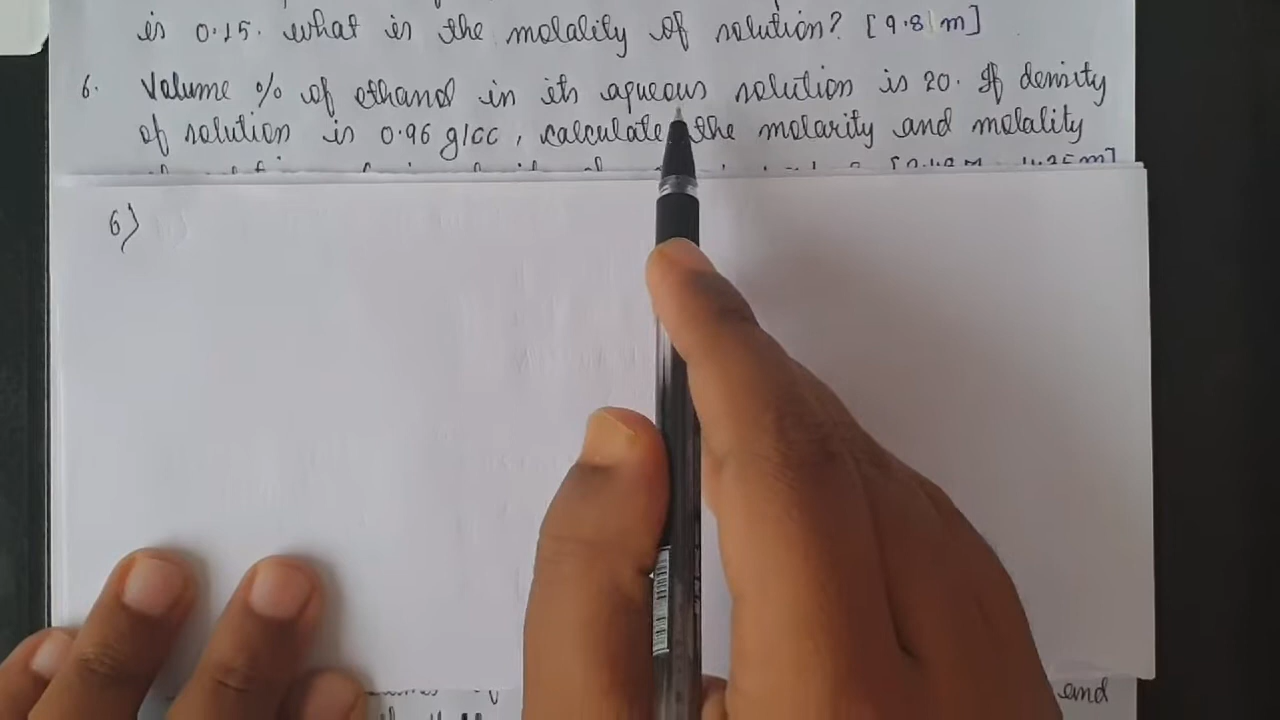 is 0.15. what is the molality of solution? [9.8 m]
6. Volume % of ethanol in its aqueous solution is 20. If density
of solution is 0.96 g/cc, calculate the molarity and molality
6)
and